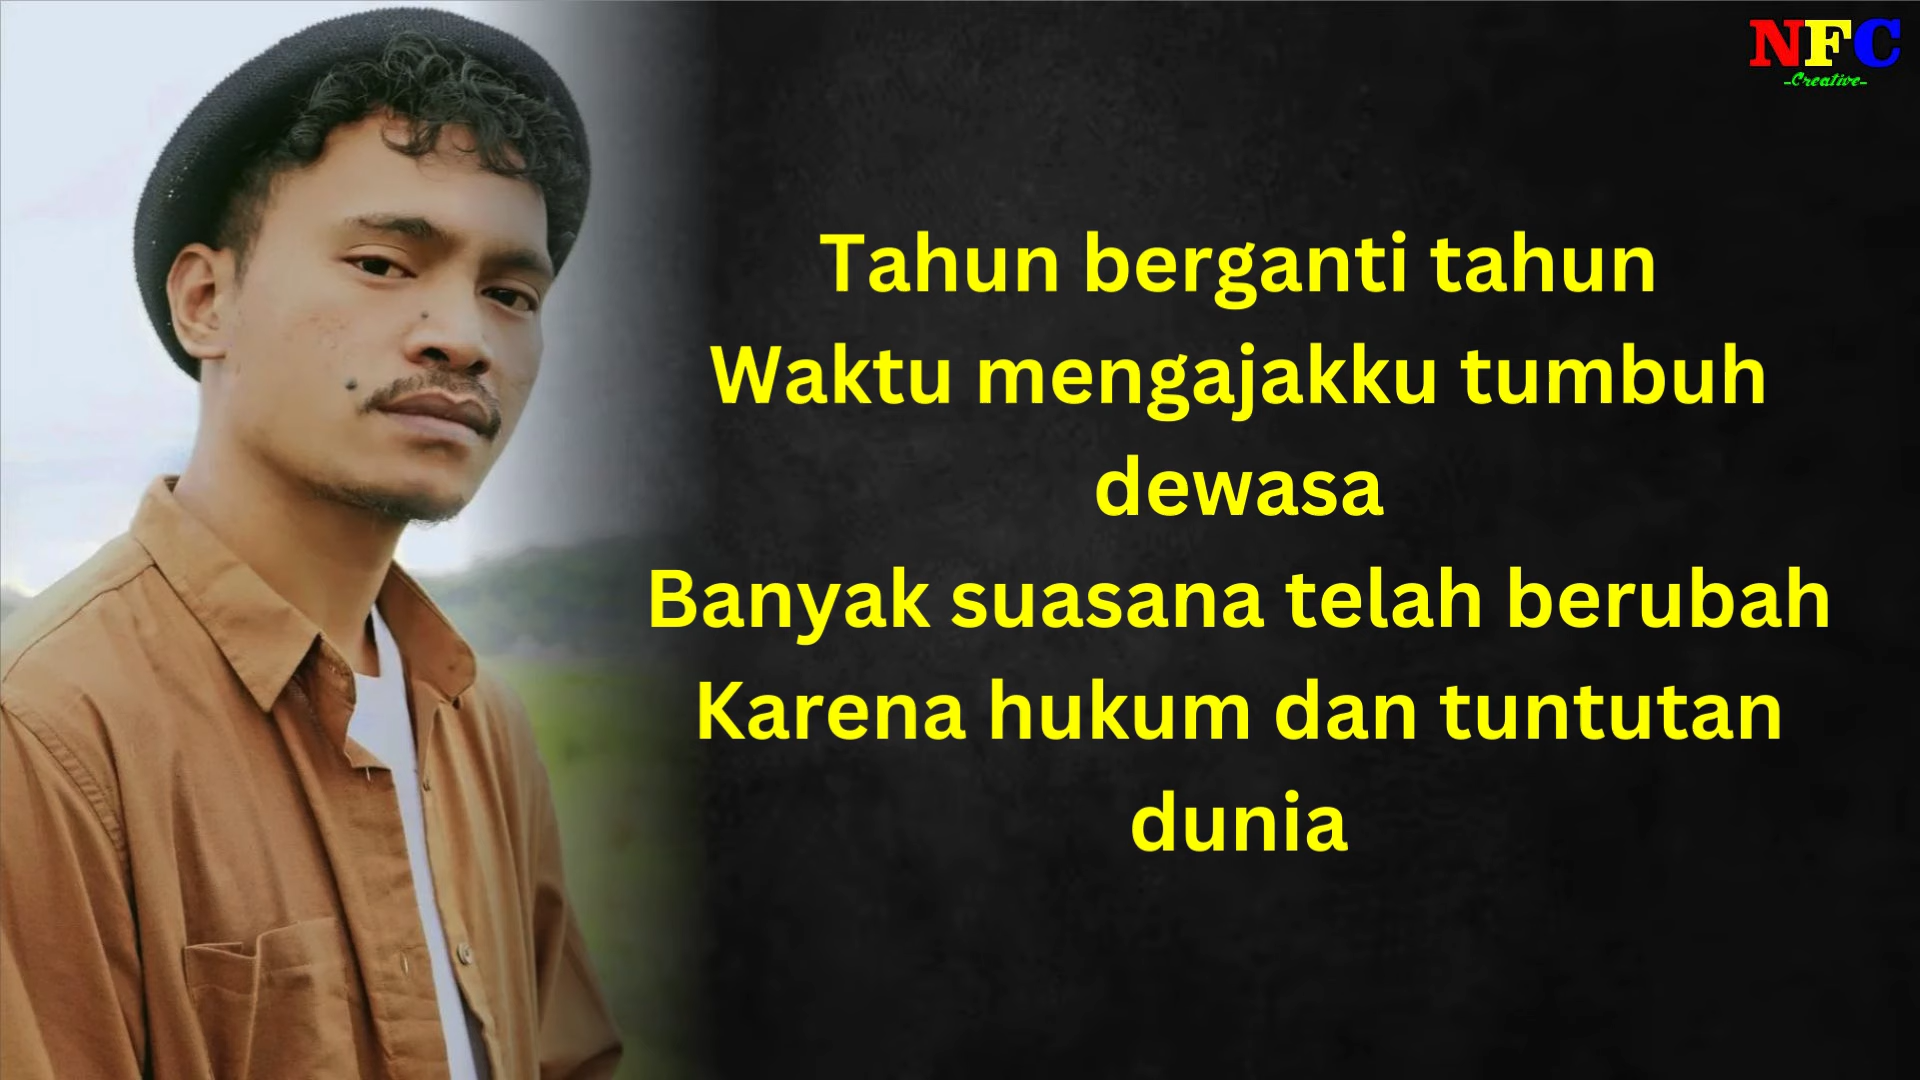 NFC
-Creative-
Tahun berganti tahun
Waktu mengajakku tumbuh
dewasa
Banyak suasana telah berubah
Karena hukum dan tuntutan
dunia